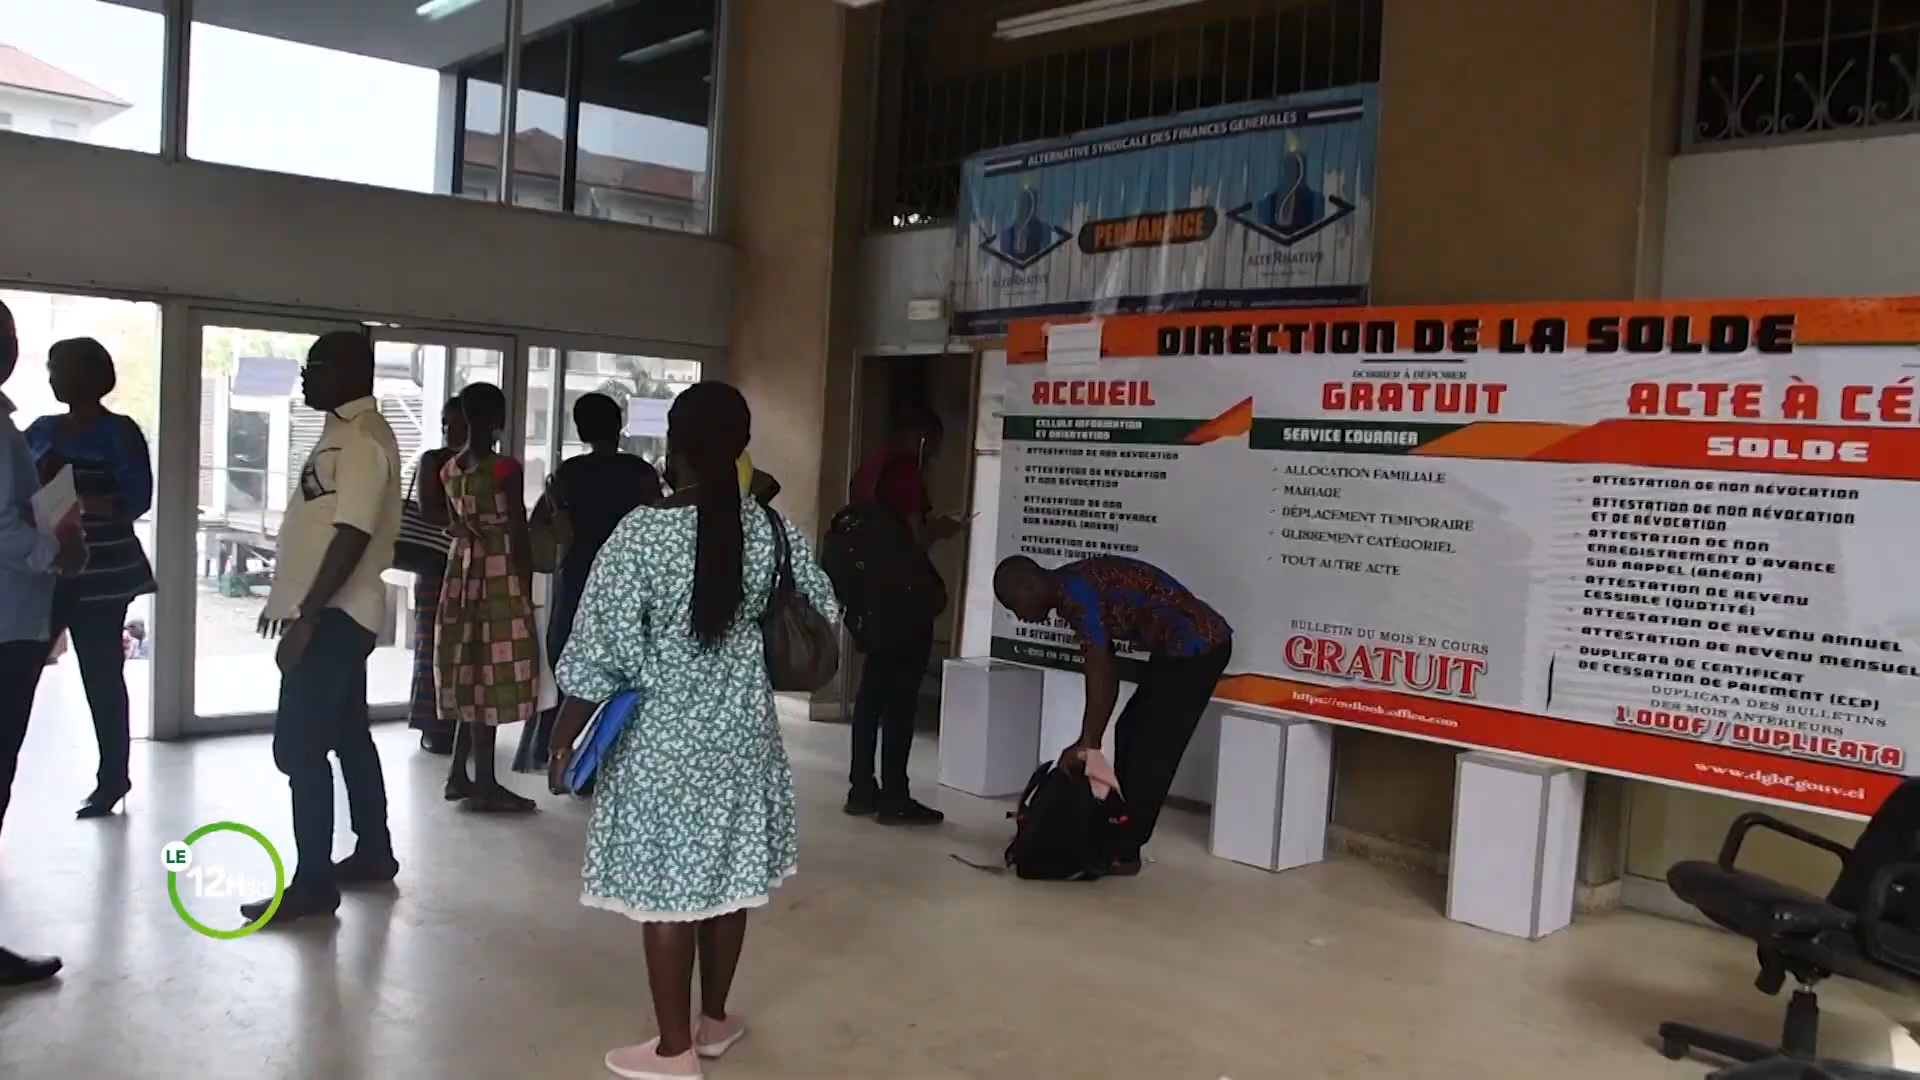 ALTERNATIVE SYNDICALE DES FINANCES GENERALES
PERMANENCE
ALTERNATIVE
ALTERNATIVE
DIRECTION DE LA SOLDE
ACCUEIL
CELLULE INFORMATION
ET ORIENTATION
ATTESTATION DE NON REVOCATION
ATTESTATION DE RÉVOCATION
ET NON RÉVOCATION
ATTESTATION DE NON
ENREGISTREMENT D'AVANCE
SUR RAPPEL (ANEAR)
ATTESTATION DE REVENU
CESSIBLE
LA SITUATION
DOSSIER À DÉPOSER
GRATUIT
SERVICE COURRIER
ALLOCATION FAMILIALE
MARIAGE
DÉPLACEMENT TEMPORAIRE
GLISSEMENT CATÉGORIEL
TOUT AUTRE ACTE
BULLETIN DU MOIS EN COURS
GRATUIT
https://outlook.office.com
ACTE À CÉ
SOLDE
ATTESTATION DE NON RÉVOCATION
ATTESTATION DE NON RÉVOCATION
ET DE RÉVOCATION
ATTESTATION DE NON
ENREGISTREMENT D'AVANCE
SUR RAPPEL (ANEAR)
ATTESTATION DE REVENU
CESSIBLE (QUOTITÉ)
ATTESTATION DE REVENU ANNUEL
ATTESTATION DE REVENU MENSUEL
DUPLICATA DE CERTIFICAT
DE CESSATION DE PAIEMENT (CCP)
DUPLICATA DES BULLETINS
DES MOIS ANTÉRIEURS
1.000F / DUPLICATA
www.dgbf.gouv.ci
LE
12H30